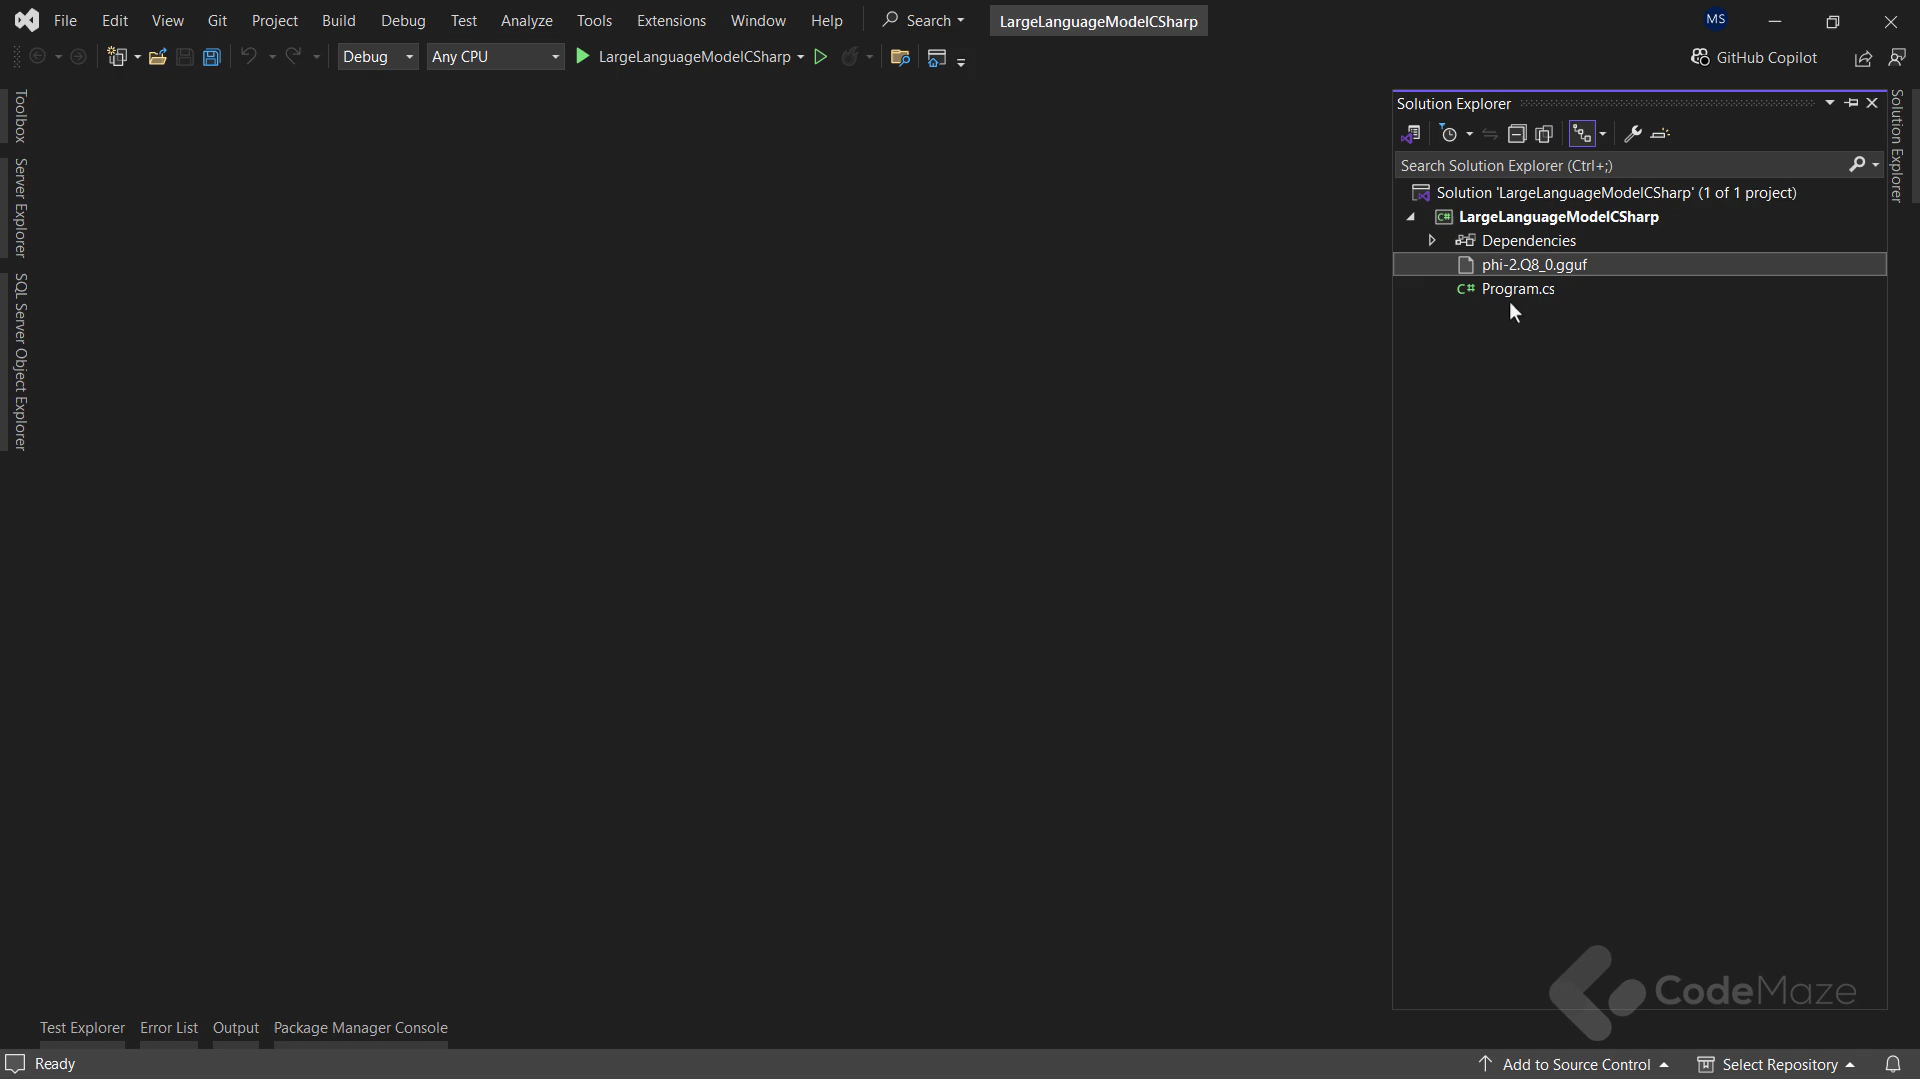 File Edit View Git Project Build Debug Test Analyze Tools Extensions Window Help Search LargeLanguageModelCSharp MS
Debug Any CPU LargeLanguageModelCSharp GitHub Copilot
Toolbox
Server Explorer
SQL Server Object Explorer
Solution Explorer
Search Solution Explorer (Ctrl+;)
Solution 'LargeLanguageModelCSharp' (1 of 1 project)
C# LargeLanguageModelCSharp
Dependencies
phi-2.Q8_0.gguf
C# Program.cs
Solution Explorer
CodeMaze
Test Explorer Error List Output Package Manager Console
Ready Add to Source Control Select Repository